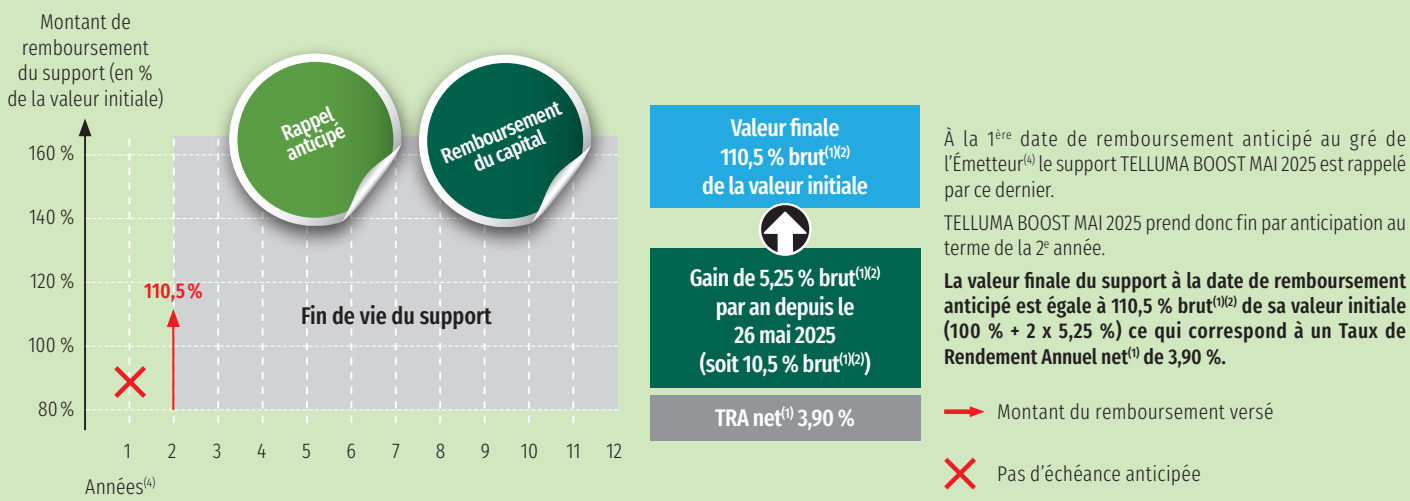 Montant de
remboursement
du support (en %
de la valeur initiale)
160 %
140 %
120 %
100 %
80 %
110,5 %
Rappel
anticipé
Remboursement
du capital
Fin de vie du support
1 2 3 4 5 6 7 8 9 10 11 12
Années(4)
Valeur finale
110,5 % brut(1)(2)
de la valeur initiale
Gain de 5,25 % brut(1)(2)
par an depuis le
26 mai 2025
(soit 10,5 % brut(1)(2))
TRA net(1) 3,90 %
À la 1ère date de remboursement anticipé au gré de
l'Émetteur(4) le support TELLUMA BOOST MAI 2025 est rappelé
par ce dernier.
TELLUMA BOOST MAI 2025 prend donc fin par anticipation au
terme de la 2e année.
La valeur finale du support à la date de remboursement
anticipé est égale à 110,5 % brut(1)(2) de sa valeur initiale
(100 % + 2 x 5,25 %) ce qui correspond à un Taux de
Rendement Annuel net(1) de 3,90 %.
Montant du remboursement versé
Pas d'échéance anticipée